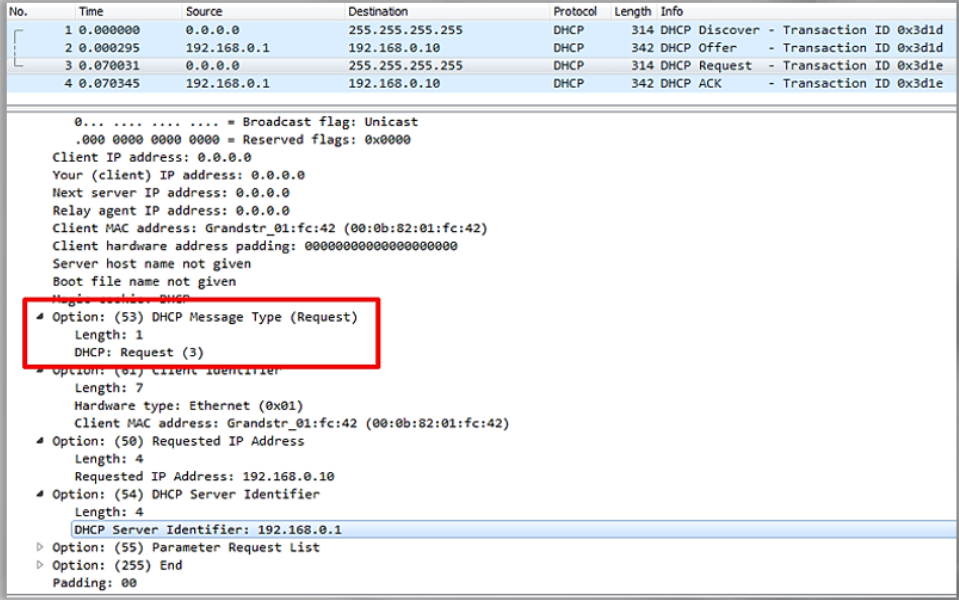 No. Time Source Destination Protocol Length Info
1 0.000000 0.0.0.0 255.255.255.255 DHCP 314 DHCP Discover - Transaction ID 0x3d1d
2 0.000295 192.168.0.1 192.168.0.10 DHCP 342 DHCP Offer - Transaction ID 0x3d1d
3 0.070031 0.0.0.0 255.255.255.255 DHCP 314 DHCP Request - Transaction ID 0x3d1e
4 0.070345 192.168.0.1 192.168.0.10 DHCP 342 DHCP ACK - Transaction ID 0x3d1e
0... .... .... .... = Broadcast flag: Unicast
.000 0000 0000 0000 = Reserved flags: 0x0000
Client IP address: 0.0.0.0
Your (client) IP address: 0.0.0.0
Next server IP address: 0.0.0.0
Relay agent IP address: 0.0.0.0
Client MAC address: Grandstr_01:fc:42 (00:0b:82:01:fc:42)
Client hardware address padding: 00000000000000000000
Server host name not given
Boot file name not given
Magic cookie: DHCP
Option: (53) DHCP Message Type (Request)
Length: 1
DHCP: Request (3)
Option: (61) Client identifier
Length: 7
Hardware type: Ethernet (0x01)
Client MAC address: Grandstr_01:fc:42 (00:0b:82:01:fc:42)
Option: (50) Requested IP Address
Length: 4
Requested IP Address: 192.168.0.10
Option: (54) DHCP Server Identifier
Length: 4
DHCP Server Identifier: 192.168.0.1
Option: (55) Parameter Request List
Option: (255) End
Padding: 00